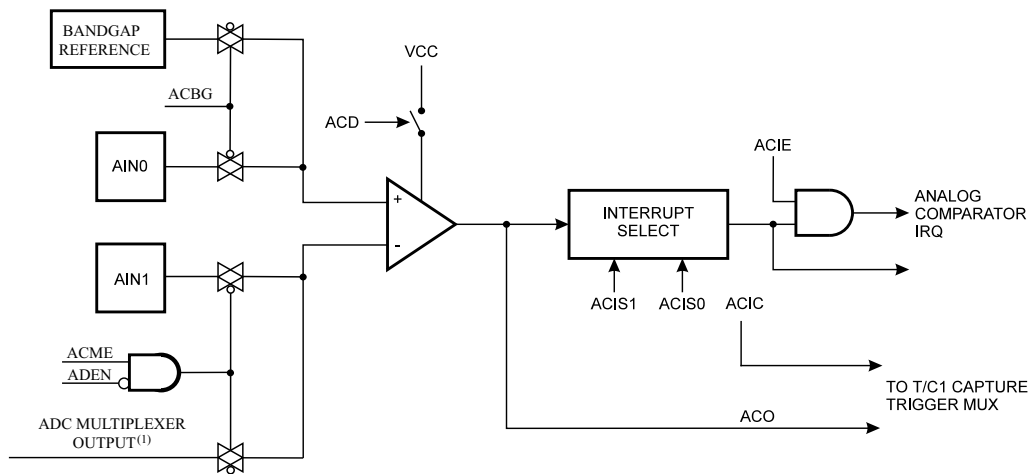 BANDGAP
REFERENCE
ACBG
AIN0
AIN1
ACME
ADEN
ADC MULTIPLEXER
OUTPUT(1)
VCC
ACD
+
-
INTERRUPT
SELECT
ACIS1
ACIS0
ACIE
ANALOG
COMPARATOR
IRQ
ACIC
TO T/C1 CAPTURE
TRIGGER MUX
ACO